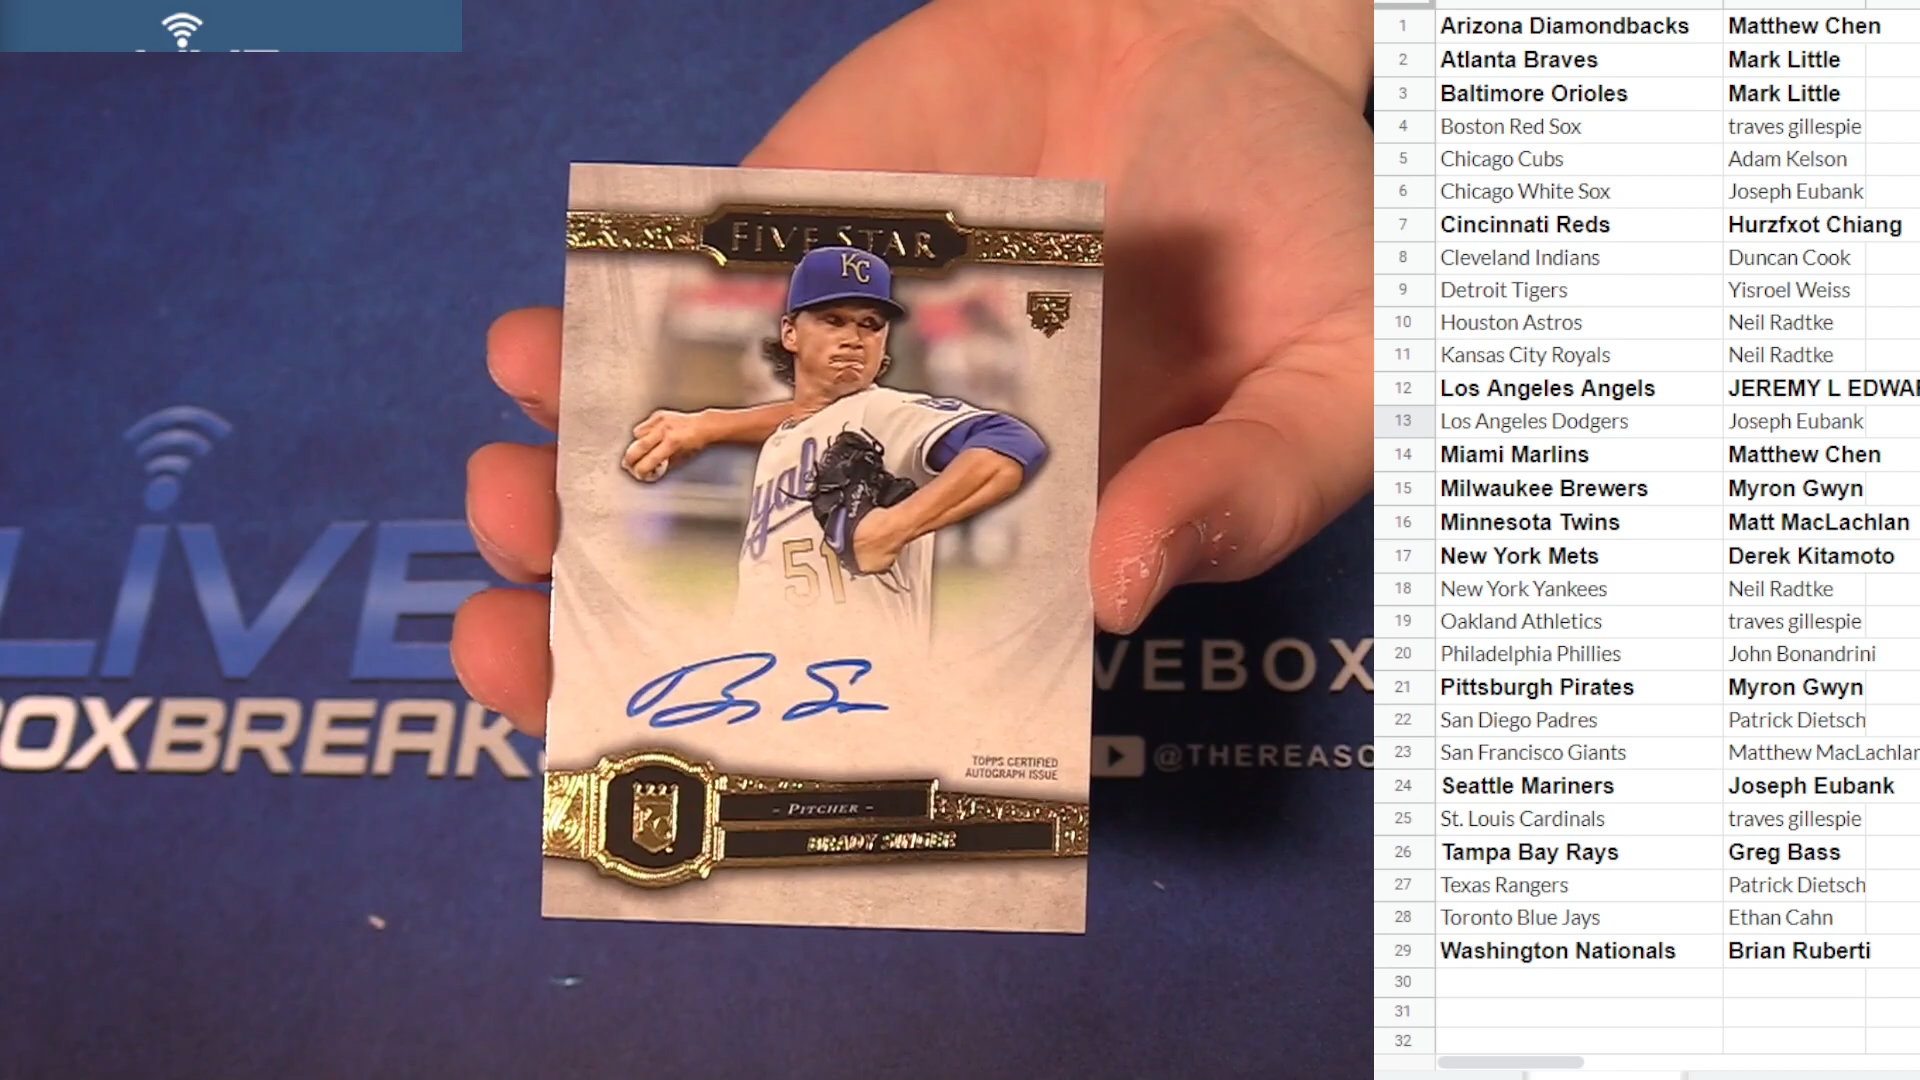 LIVE
BOXBREAK
FIVE STAR
KC
51
TOPPS CERTIFIED
AUTOGRAPH ISSUE
KC
- PITCHER -
BRADY SINGER
VEBOX
@THEREASO
1 Arizona Diamondbacks Matthew Chen
2 Atlanta Braves Mark Little
3 Baltimore Orioles Mark Little
4 Boston Red Sox traves gillespie
5 Chicago Cubs Adam Kelson
6 Chicago White Sox Joseph Eubank
7 Cincinnati Reds Hurzfxot Chiang
8 Cleveland Indians Duncan Cook
9 Detroit Tigers Yisroel Weiss
10 Houston Astros Neil Radtke
11 Kansas City Royals Neil Radtke
12 Los Angeles Angels JEREMY L EDWAR
13 Los Angeles Dodgers Joseph Eubank
14 Miami Marlins Matthew Chen
15 Milwaukee Brewers Myron Gwyn
16 Minnesota Twins Matt MacLachlan
17 New York Mets Derek Kitamoto
18 New York Yankees Neil Radtke
19 Oakland Athletics traves gillespie
20 Philadelphia Phillies John Bonandrini
21 Pittsburgh Pirates Myron Gwyn
22 San Diego Padres Patrick Dietsch
23 San Francisco Giants Matthew MacLachlan
24 Seattle Mariners Joseph Eubank
25 St. Louis Cardinals traves gillespie
26 Tampa Bay Rays Greg Bass
27 Texas Rangers Patrick Dietsch
28 Toronto Blue Jays Ethan Cahn
29 Washington Nationals Brian Ruberti
30
31
32